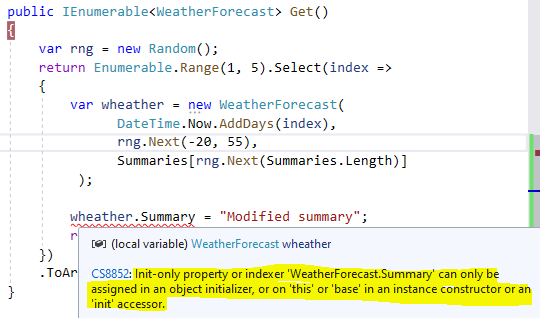 public IEnumerable<WeatherForecast> Get()
{
var rng = new Random();
return Enumerable.Range(1, 5).Select(index =>
{
var wheather = new WeatherForecast(
DateTime.Now.AddDays(index),
rng.Next(-20, 55),
Summaries[rng.Next(Summaries.Length)]
);
wheather.Summary = "Modified summary";
r
(local variable) WeatherForecast wheather
})
CS8852: Init-only property or indexer 'WeatherForecast.Summary' can only be
.ToAr
assigned in an object initializer, or on 'this' or 'base' in an instance constructor or an
}
'init' accessor.